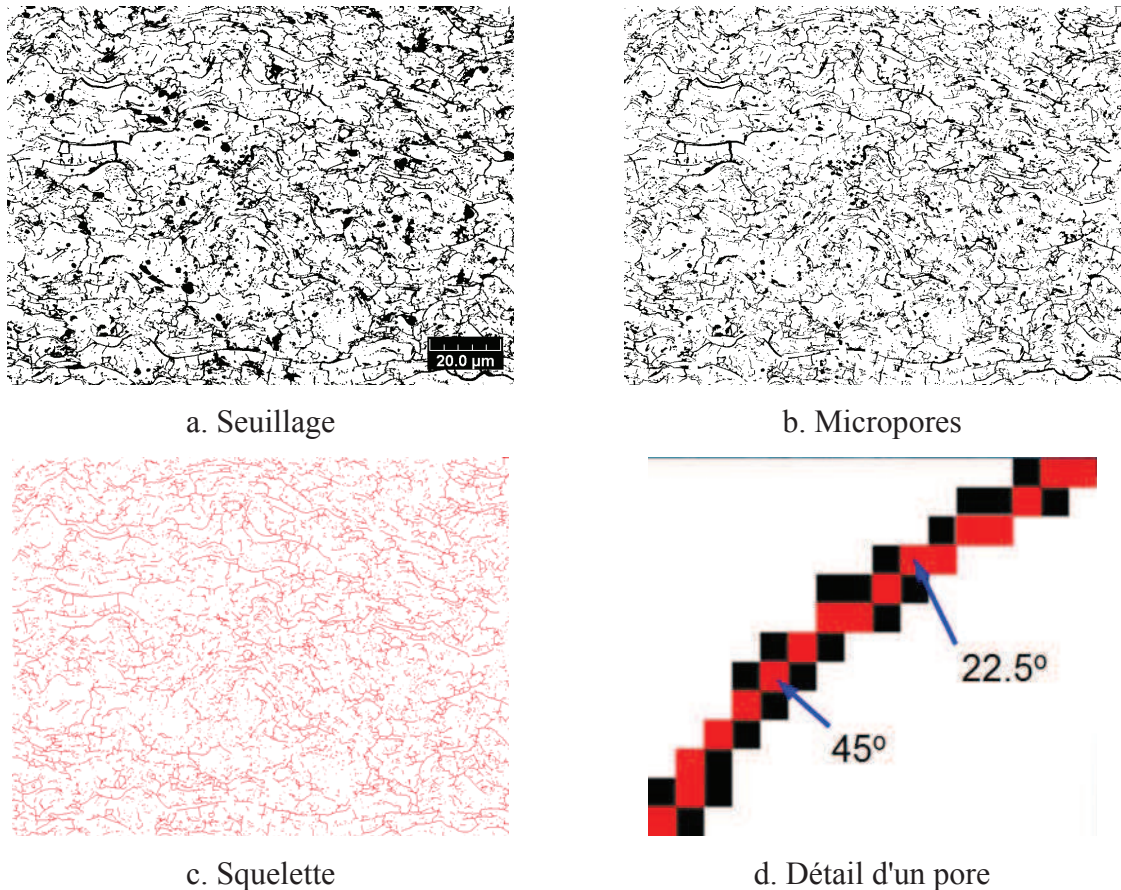 20.0 µm
a. Seuillage
b. Micropores
22.5º
45º
c. Squelette
d. Détail d'un pore